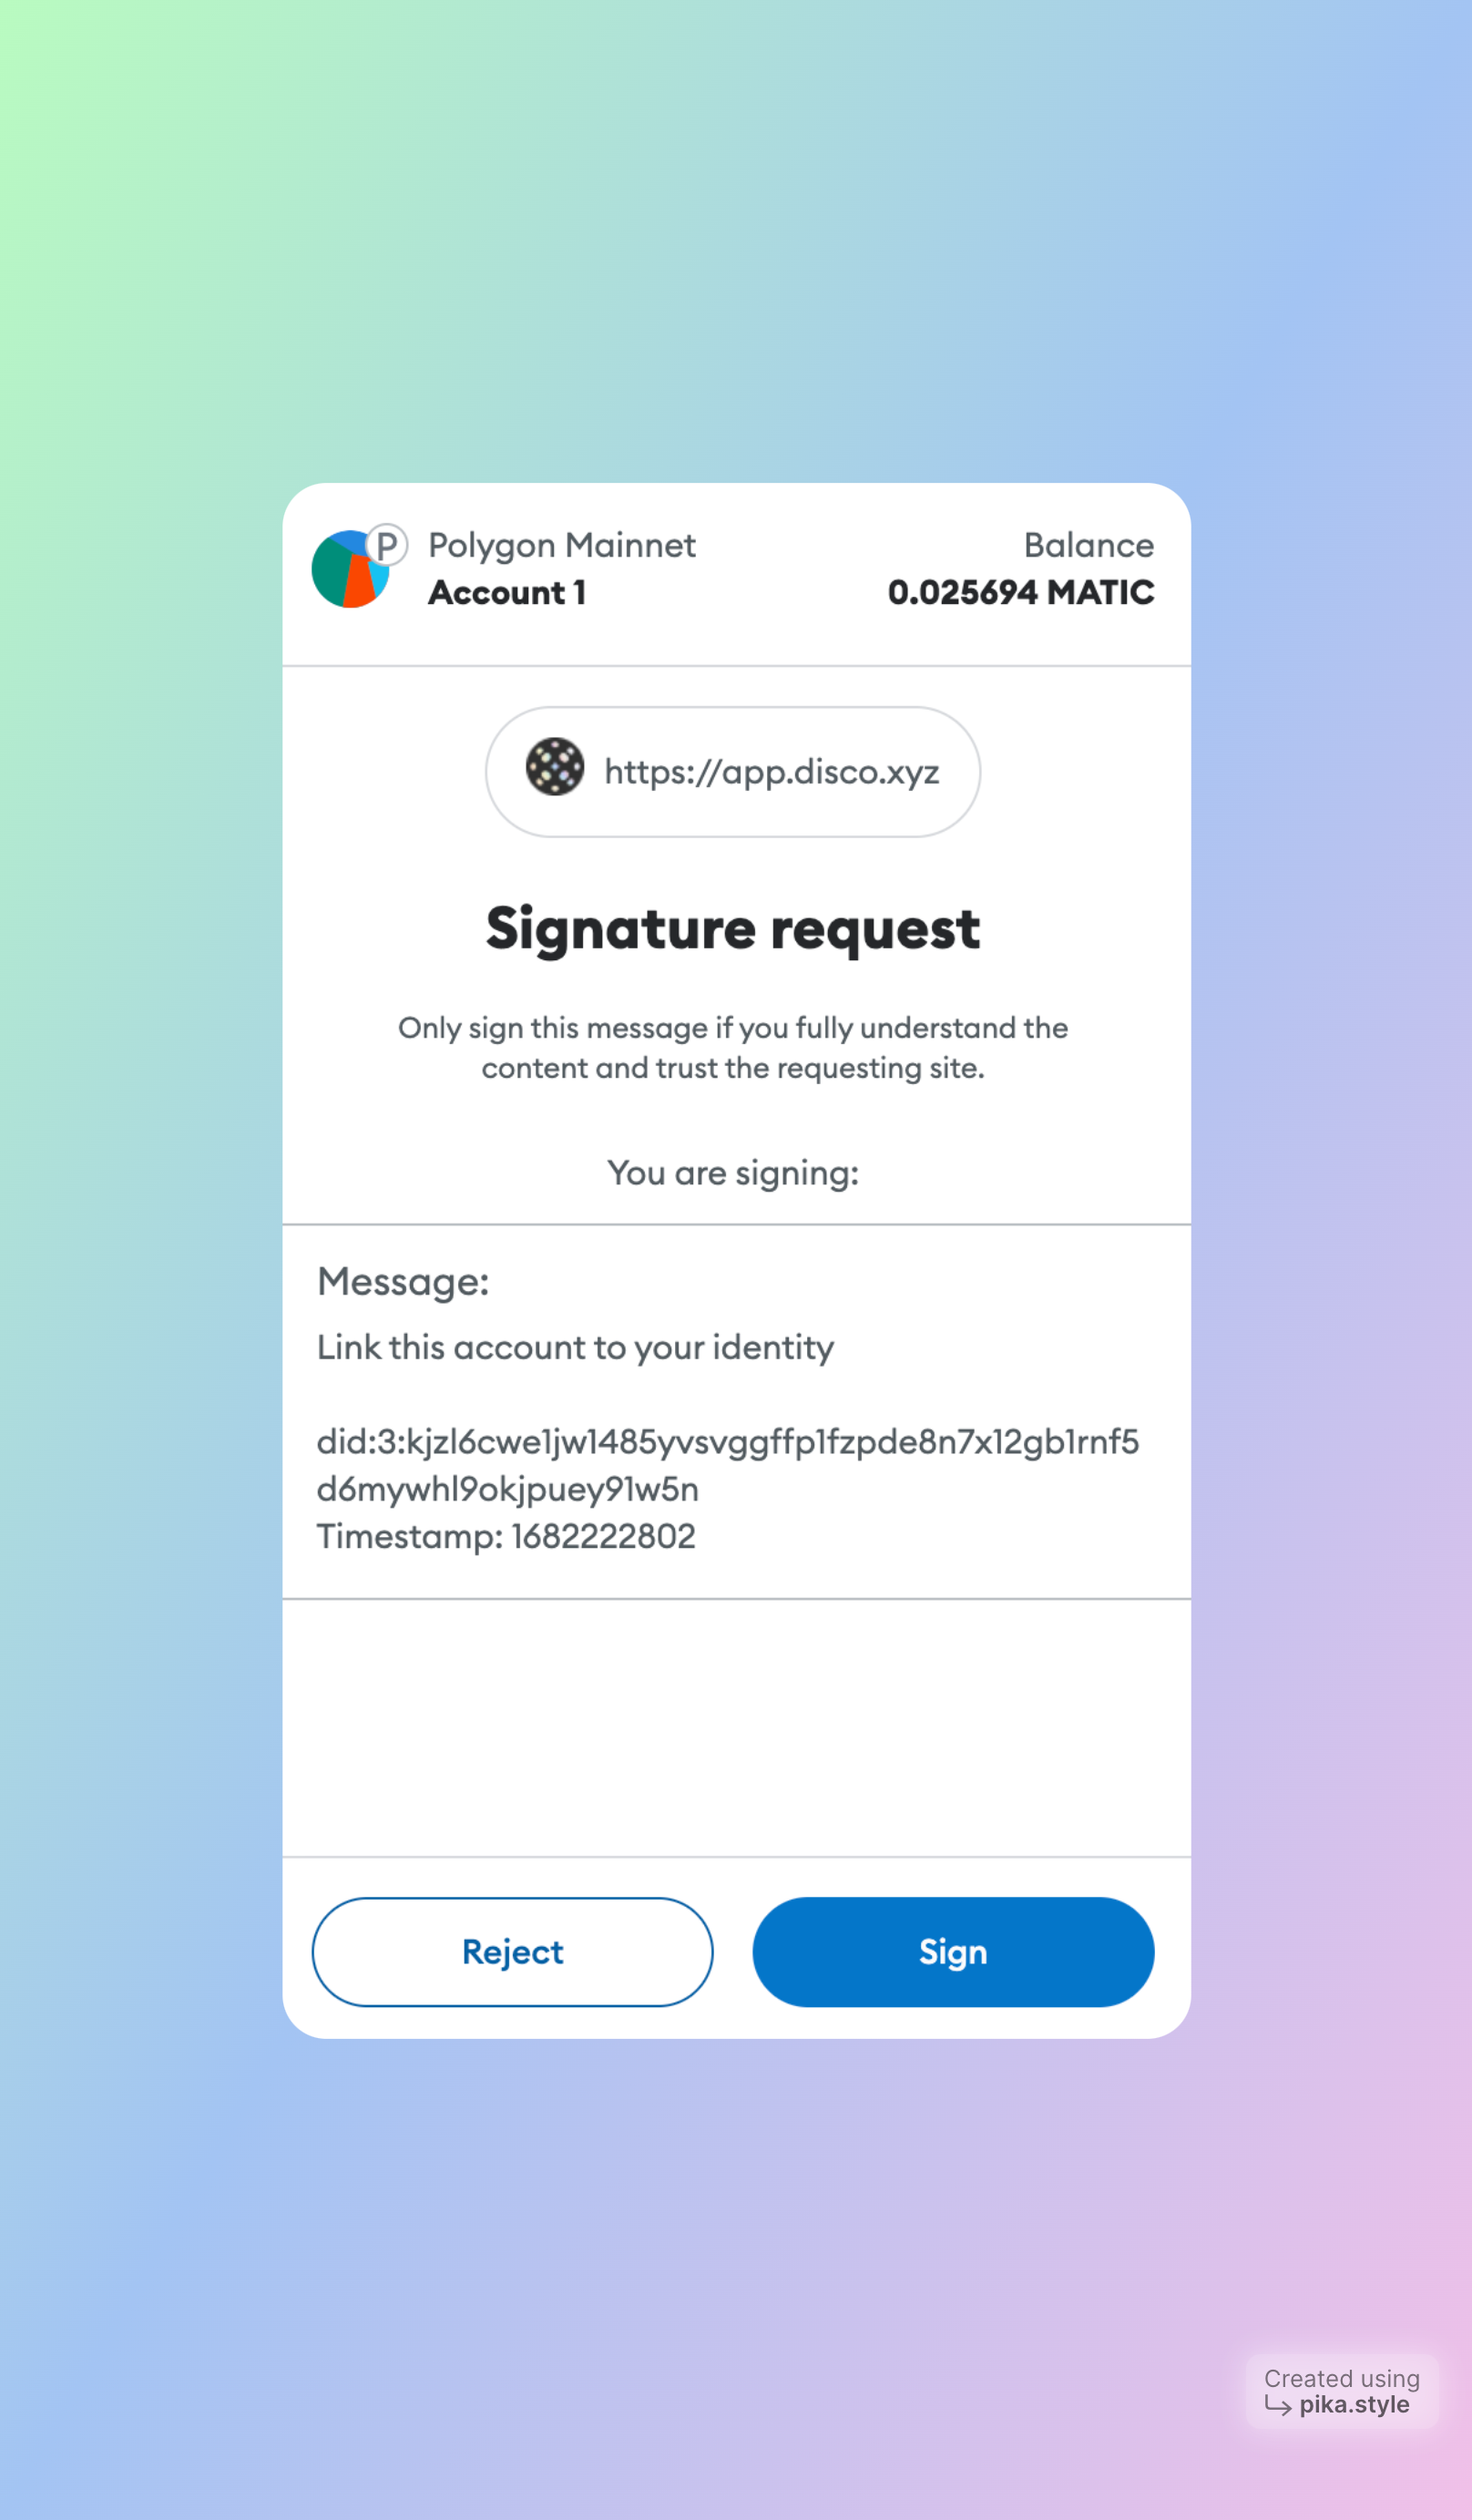 P
Polygon Mainnet
Account 1
Balance
0.025694 MATIC
https://app.disco.xyz
Signature request
Only sign this message if you fully understand the
content and trust the requesting site.
You are signing:
Message:
Link this account to your identity
did:3:kjzl6cwe1jw1485yvsvggffp1fzpde8n7x12gb1rnf5
d6mywhl9okjpuey91w5n
Timestamp: 1682222802
Reject
Sign
Created using
pika.style